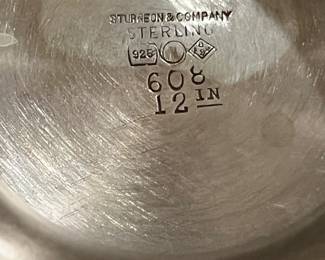 STURGEON & COMPANY
STERLING
925
608
12 IN